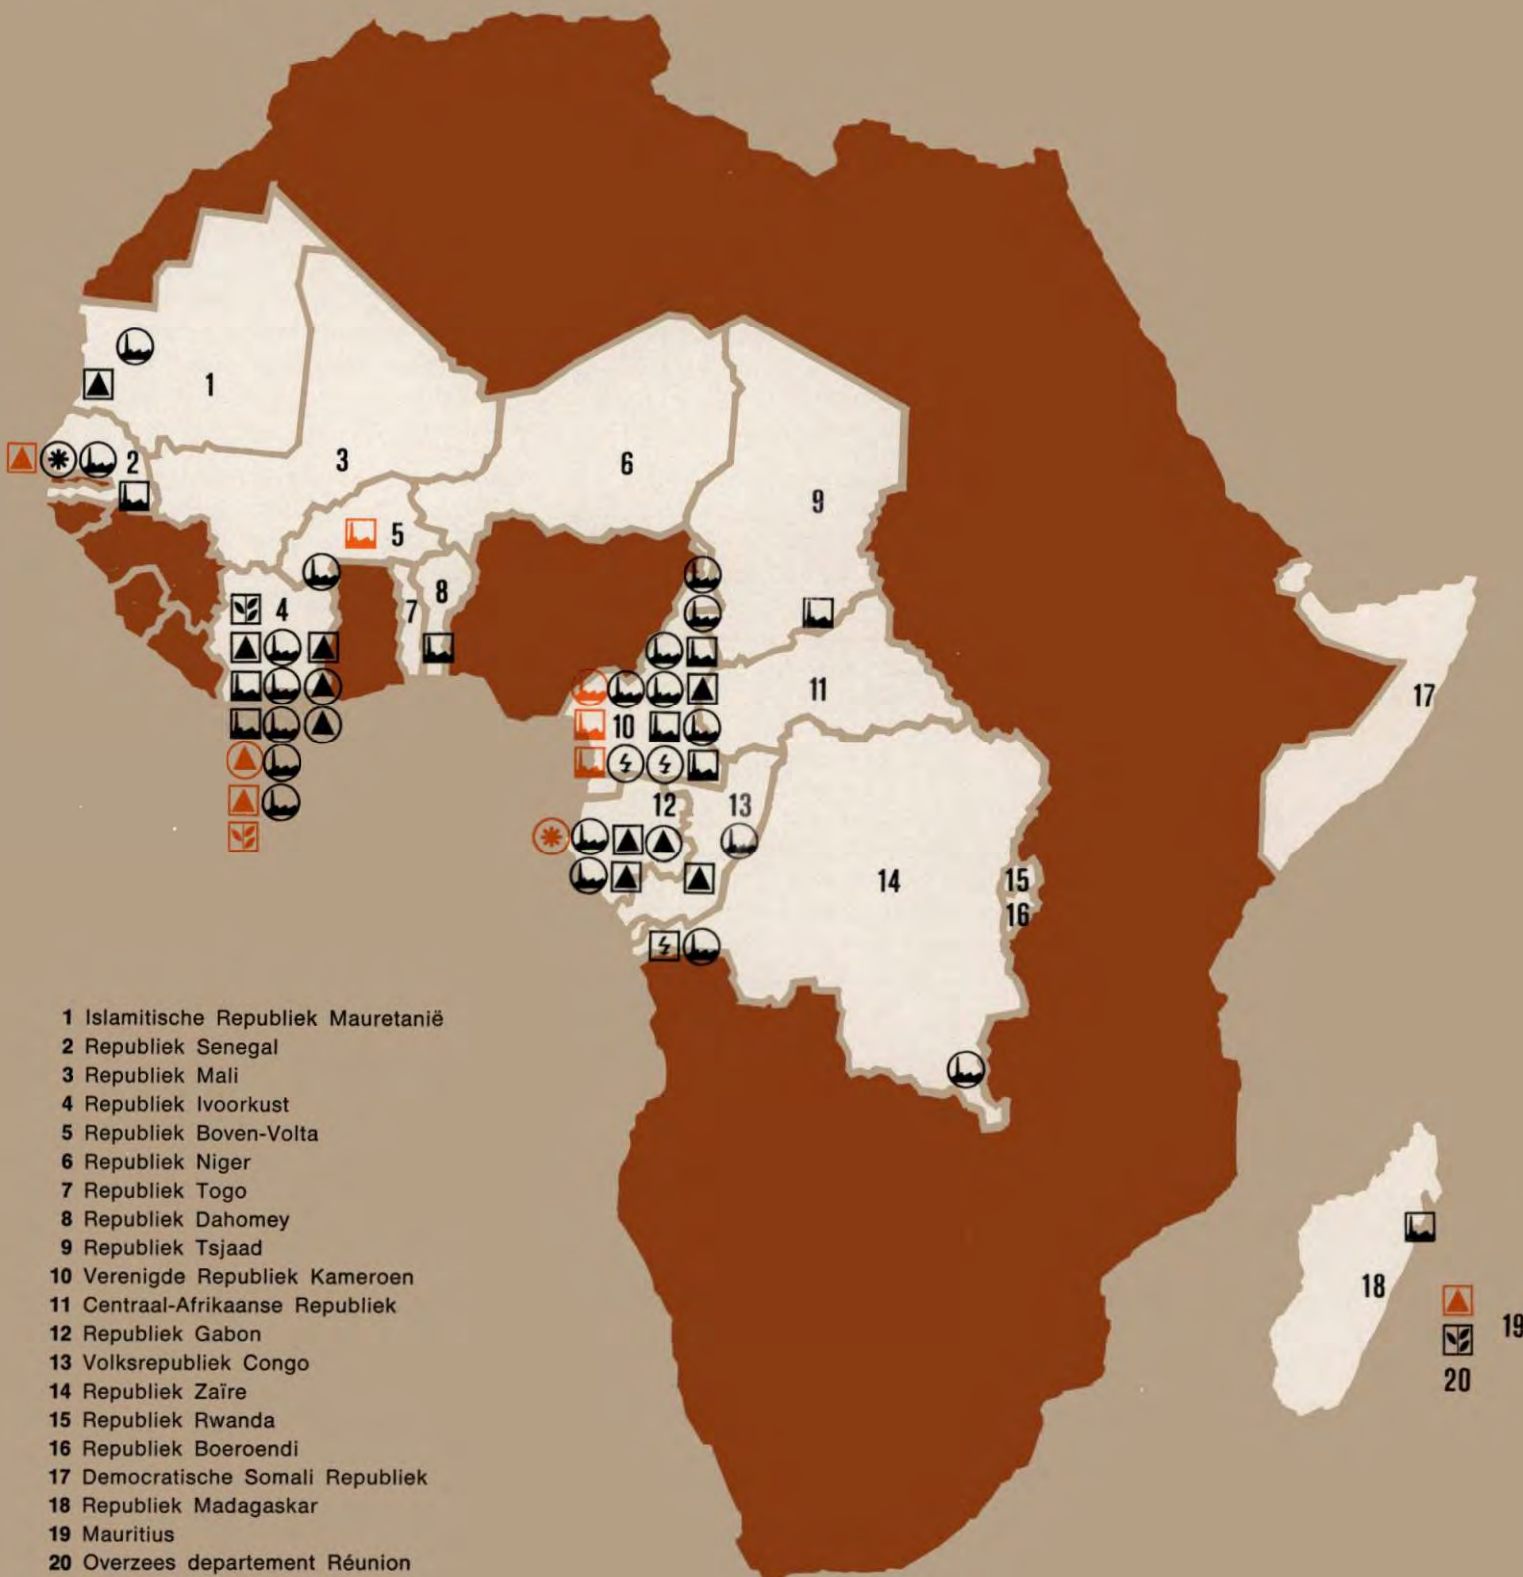 1
2
3
6
9
5
8
7
4
11
17
10
12
13
14
15
16
18
19
20
1 Islamitische Republiek Mauretanië
2 Republiek Senegal
3 Republiek Mali
4 Republiek Ivoorkust
5 Republiek Boven-Volta
6 Republiek Niger
7 Republiek Togo
8 Republiek Dahomey
9 Republiek Tsjaad
10 Verenigde Republiek Kameroen
11 Centraal-Afrikaanse Republiek
12 Republiek Gabon
13 Volksrepubliek Congo
14 Republiek Zaïre
15 Republiek Rwanda
16 Republiek Boeroendi
17 Democratische Somali Republiek
18 Republiek Madagaskar
19 Mauritius
20 Overzees departement Réunion